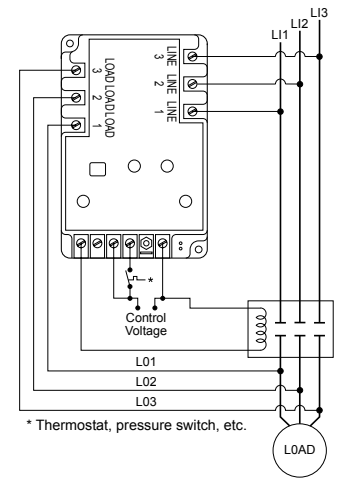 LI3
LI2
LI1
LINE 3
LINE 2
LINE 1
LOAD 3
LOAD 2
LOAD 1
*
Control
Voltage
L01
L02
L03
* Thermostat, pressure switch, etc.
L0AD